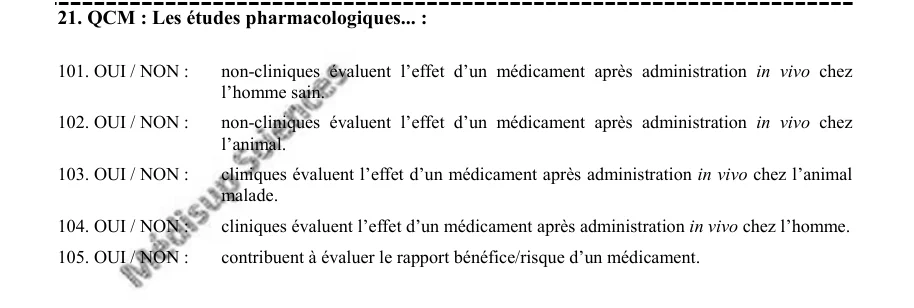 21. QCM : Les études pharmacologiques... :
101. OUI / NON : non-cliniques évaluent l’effet d’un médicament après administration in vivo chez
l’homme sain.
102. OUI / NON : non-cliniques évaluent l’effet d’un médicament après administration in vivo chez
l’animal.
103. OUI / NON : cliniques évaluent l’effet d’un médicament après administration in vivo chez l’animal
malade.
104. OUI / NON : cliniques évaluent l’effet d’un médicament après administration in vivo chez l’homme.
105. OUI / NON : contribuent à évaluer le rapport bénéfice/risque d’un médicament.
Médisup Sciences